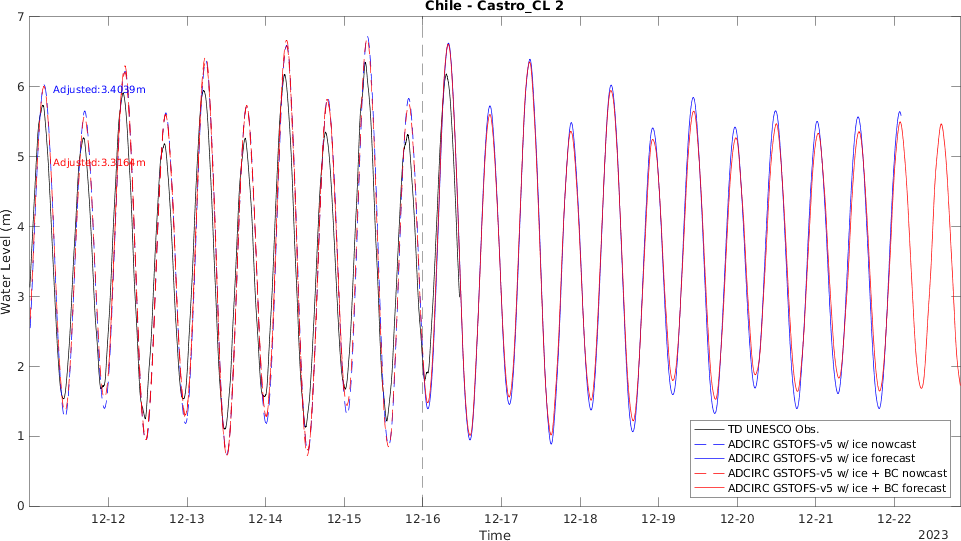 Chile - Castro_CL 2
7
6
5
4
3
2
1
0
Water Level (m)
Adjusted:3.4039m
Adjusted:3.3164m
TD UNESCO Obs.
ADCIRC GSTOFS-v5 w/ ice nowcast
ADCIRC GSTOFS-v5 w/ ice forecast
ADCIRC GSTOFS-v5 w/ ice + BC nowcast
ADCIRC GSTOFS-v5 w/ ice + BC forecast
12-12 12-13 12-14 12-15 12-16 12-17 12-18 12-19 12-20 12-21 12-22
Time
2023